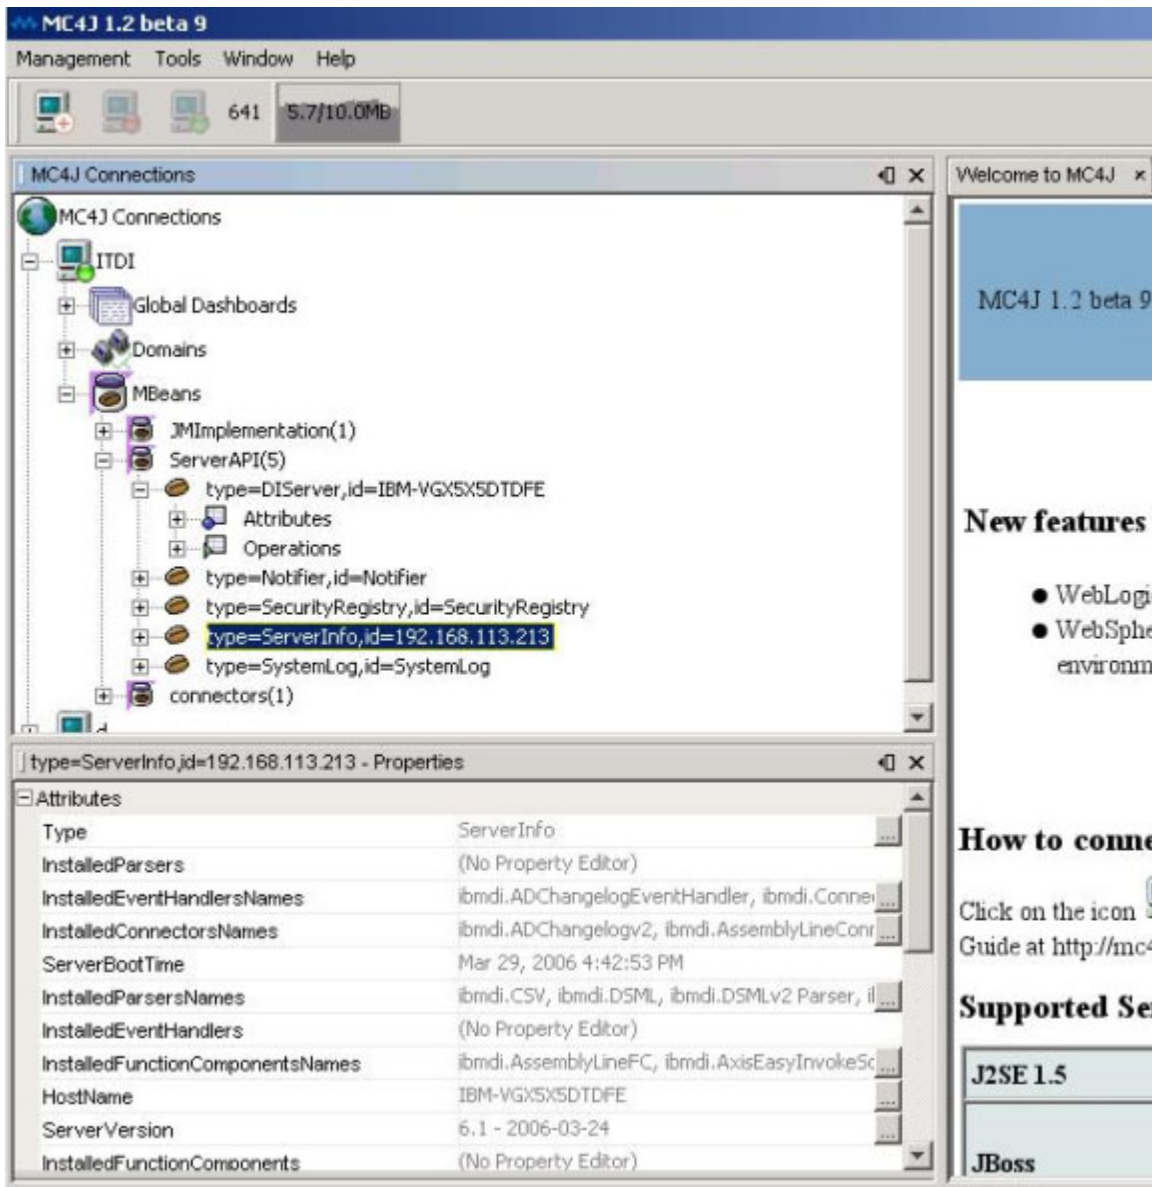 MC4J 1.2 beta 9
Management Tools Window Help
641 5.7/10.0MB
MC4J Connections
MC4J Connections
ITDI
Global Dashboards
Domains
MBeans
JMImplementation(1)
ServerAPI(5)
type=DIServer,id=IBM-VGX5X5DTDFE
Attributes
Operations
type=Notifier,id=Notifier
type=SecurityRegistry,id=SecurityRegistry
type=ServerInfo,id=192.168.113.213
type=SystemLog,id=SystemLog
connectors(1)
type=ServerInfo,id=192.168.113.213 - Properties
Attributes
Type ServerInfo
InstalledParsers (No Property Editor)
InstalledEventHandlersNames ibmdi.ADChangelogEventHandler, ibmdi.Conne
InstalledConnectorsNames ibmdi.ADChangelogv2, ibmdi.AssemblyLineConr
ServerBootTime Mar 29, 2006 4:42:53 PM
InstalledParsersNames ibmdi.CSV, ibmdi.DSML, ibmdi.DSMLv2 Parser, il
InstalledEventHandlers (No Property Editor)
InstalledFunctionComponentsNames ibmdi.AssemblyLineFC, ibmdi.AxisEasyInvokeSc
HostName IBM-VGX5X5DTDFE
ServerVersion 6.1 - 2006-03-24
InstalledFunctionComponents (No Property Editor)
Welcome to MC4J
MC4J 1.2 beta 9
New features
WebLogi
WebSphe
environm
How to conne
Click on the icon
Guide at http://mc4
Supported Se
J2SE 1.5
JBoss